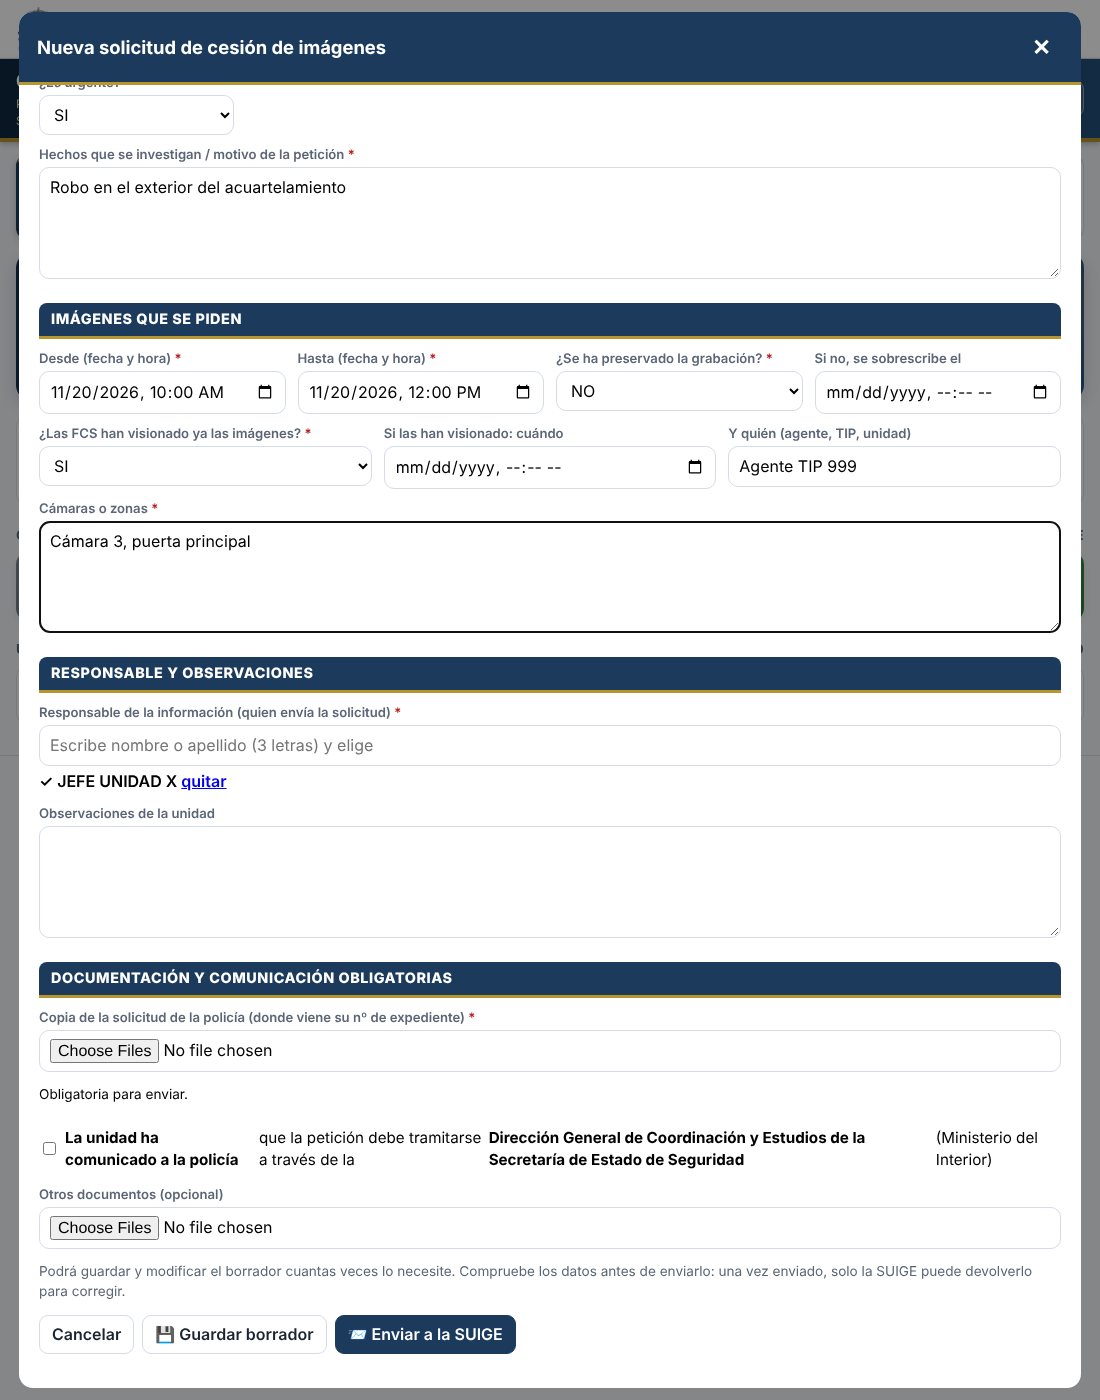 Nueva solicitud de cesión de imágenes
✕
¿Es urgente?
SI
Hechos que se investigan / motivo de la petición *
Robo en el exterior del acuartelamiento
IMÁGENES QUE SE PIDEN
Desde (fecha y hora) *
Hasta (fecha y hora) *
¿Se ha preservado la grabación? *
Si no, se sobrescribe el
11/20/2026, 10:00 AM
11/20/2026, 12:00 PM
NO
mm/dd/yyyy, --:-- --
¿Las FCS han visionado ya las imágenes? *
Si las han visionado: cuándo
Y quién (agente, TIP, unidad)
SI
mm/dd/yyyy, --:-- --
Agente TIP 999
Cámaras o zonas *
Cámara 3, puerta principal
RESPONSABLE Y OBSERVACIONES
Responsable de la información (quien envía la solicitud) *
Escribe nombre o apellido (3 letras) y elige
✓ JEFE UNIDAD X quitar
Observaciones de la unidad
DOCUMENTACIÓN Y COMUNICACIÓN OBLIGATORIAS
Copia de la solicitud de la policía (donde viene su nº de expediente) *
Choose Files No file chosen
Obligatoria para enviar.
La unidad ha
comunicado a la policía
que la petición debe tramitarse
a través de la
Dirección General de Coordinación y Estudios de la
Secretaría de Estado de Seguridad
(Ministerio del
Interior)
Otros documentos (opcional)
Choose Files No file chosen
Podrá guardar y modificar el borrador cuantas veces lo necesite. Compruebe los datos antes de enviarlo: una vez enviado, solo la SUIGE puede devolverlo
para corregir.
Cancelar
💾 Guardar borrador
📨 Enviar a la SUIGE